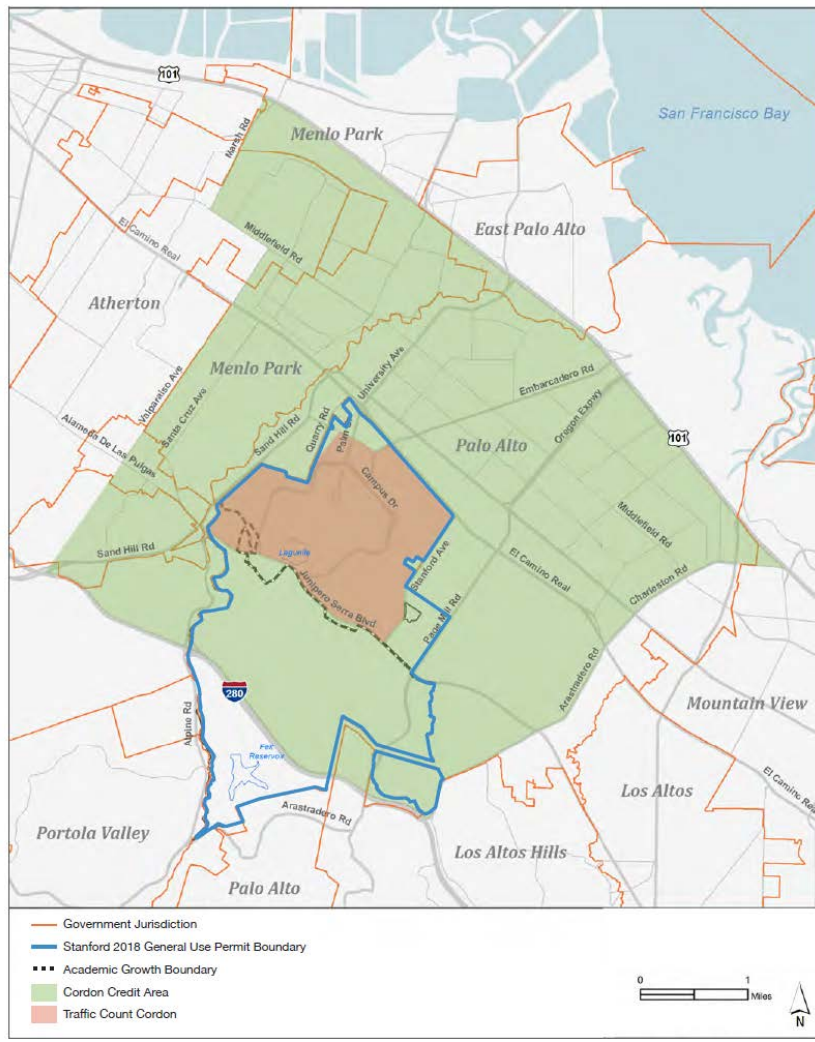 101
Menlo Park
San Francisco Bay
Marsh Rd
East Palo Alto
El Camino Real
Middlefield Rd
Atherton
Menlo Park
University Ave
Embarcadero Rd
Valparaiso Ave
Santa Cruz Ave
Sand Hill Rd
Quarry Rd
Palm Dr
Oregon Expwy
Palo Alto
101
Alameda De Las Pulgas
Campus Dr
Middlefield Rd
Sand Hill Rd
Lagunita
Stanford Ave
El Camino Real
Charleston Rd
Junipero Serra Blvd
Page Mill Rd
280
Arastradero Rd
Mountain View
Alpine Rd
Felt
Reservoir
El Camino Real
Los Altos
Arastradero Rd
Portola Valley
Los Altos Hills
Palo Alto
Government Jurisdiction
Stanford 2018 General Use Permit Boundary
Academic Growth Boundary
Cordon Credit Area
Traffic Count Cordon
0 1
Miles
N